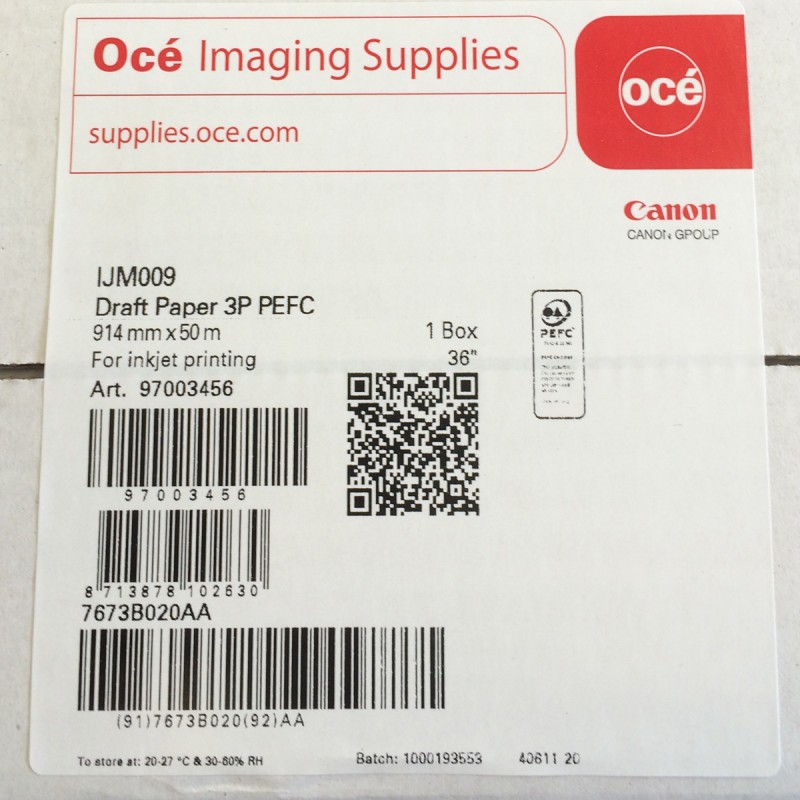 Océ Imaging Supplies
océ
supplies.oce.com
Canon
CANON GROUP
IJM009
Draft Paper 3P PEFC
914 mm x 50 m
1 Box
For inkjet printing
36"
Art. 97003456
PEFC
97003456
8 713878 102630
7673B020AA
(91)7673B020(92)AA
To store at: 20-27 °C & 30-60% RH
Batch: 1000193553
40611 20